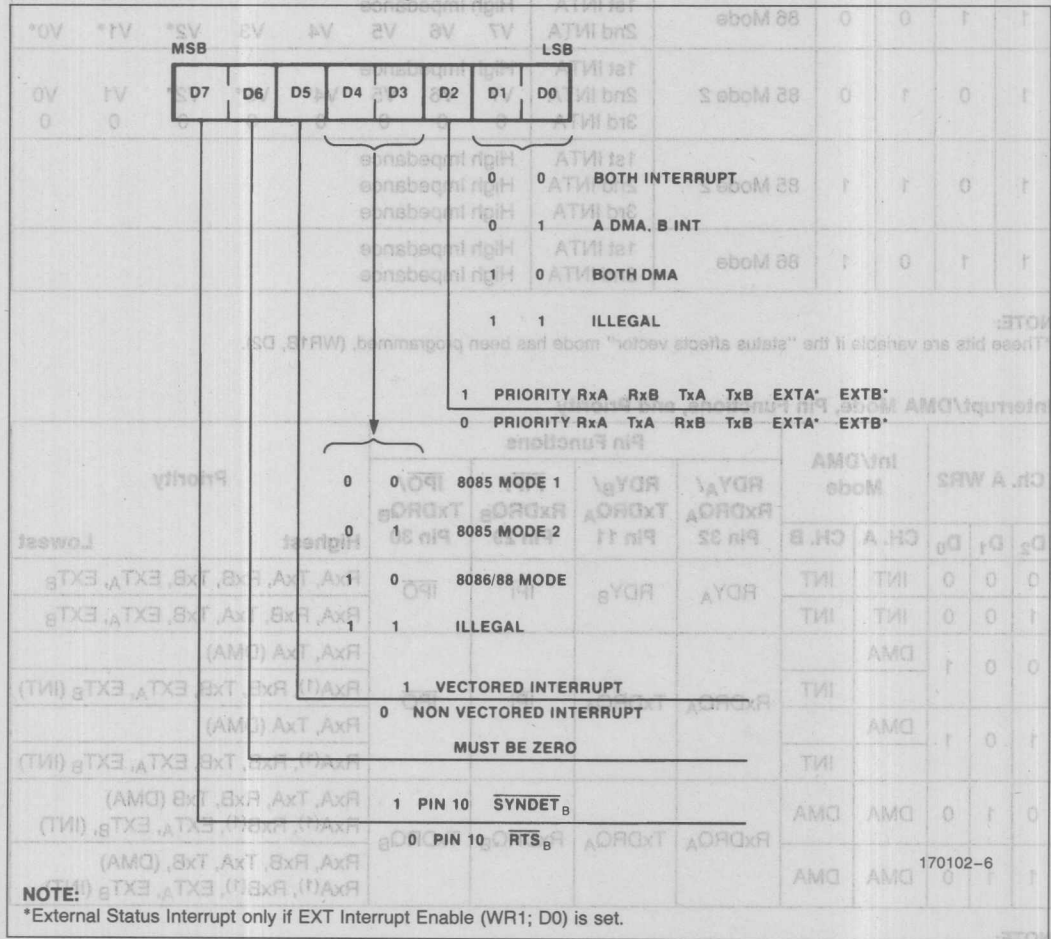 MSB LSB
D7 D6 D5 D4 D3 D2 D1 D0
0 0 BOTH INTERRUPT
0 1 A DMA. B INT
1 0 BOTH DMA
1 1 ILLEGAL
1 PRIORITY RxA RxB TxA TxB EXTA* EXTB*
0 PRIORITY RxA TxA RxB TxB EXTA* EXTB*
0 0 8085 MODE 1
0 1 8085 MODE 2
1 0 8086/88 MODE
1 1 ILLEGAL
1 VECTORED INTERRUPT
0 NON VECTORED INTERRUPT
MUST BE ZERO
1 PIN 10 SYNDET B
0 PIN 10 RTS B
170102-6
NOTE:
*External Status Interrupt only if EXT Interrupt Enable (WR1; D0) is set.